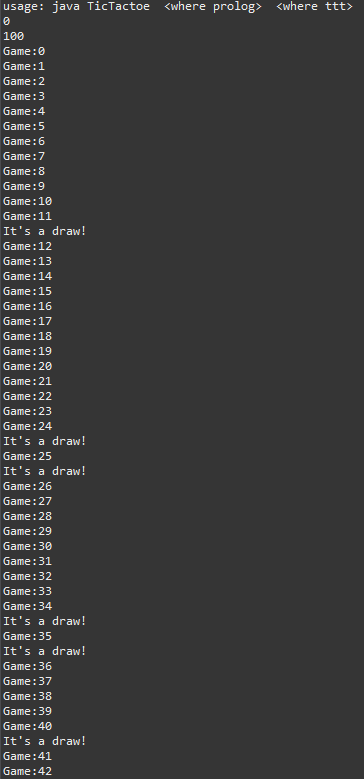 usage: java TicTactoe  <where prolog>  <where ttt>
0
100
Game:0
Game:1
Game:2
Game:3
Game:4
Game:5
Game:6
Game:7
Game:8
Game:9
Game:10
Game:11
It's a draw!
Game:12
Game:13
Game:14
Game:15
Game:16
Game:17
Game:18
Game:19
Game:20
Game:21
Game:22
Game:23
Game:24
It's a draw!
Game:25
It's a draw!
Game:26
Game:27
Game:28
Game:29
Game:30
Game:31
Game:32
Game:33
Game:34
It's a draw!
Game:35
It's a draw!
Game:36
Game:37
Game:38
Game:39
Game:40
It's a draw!
Game:41
Game:42